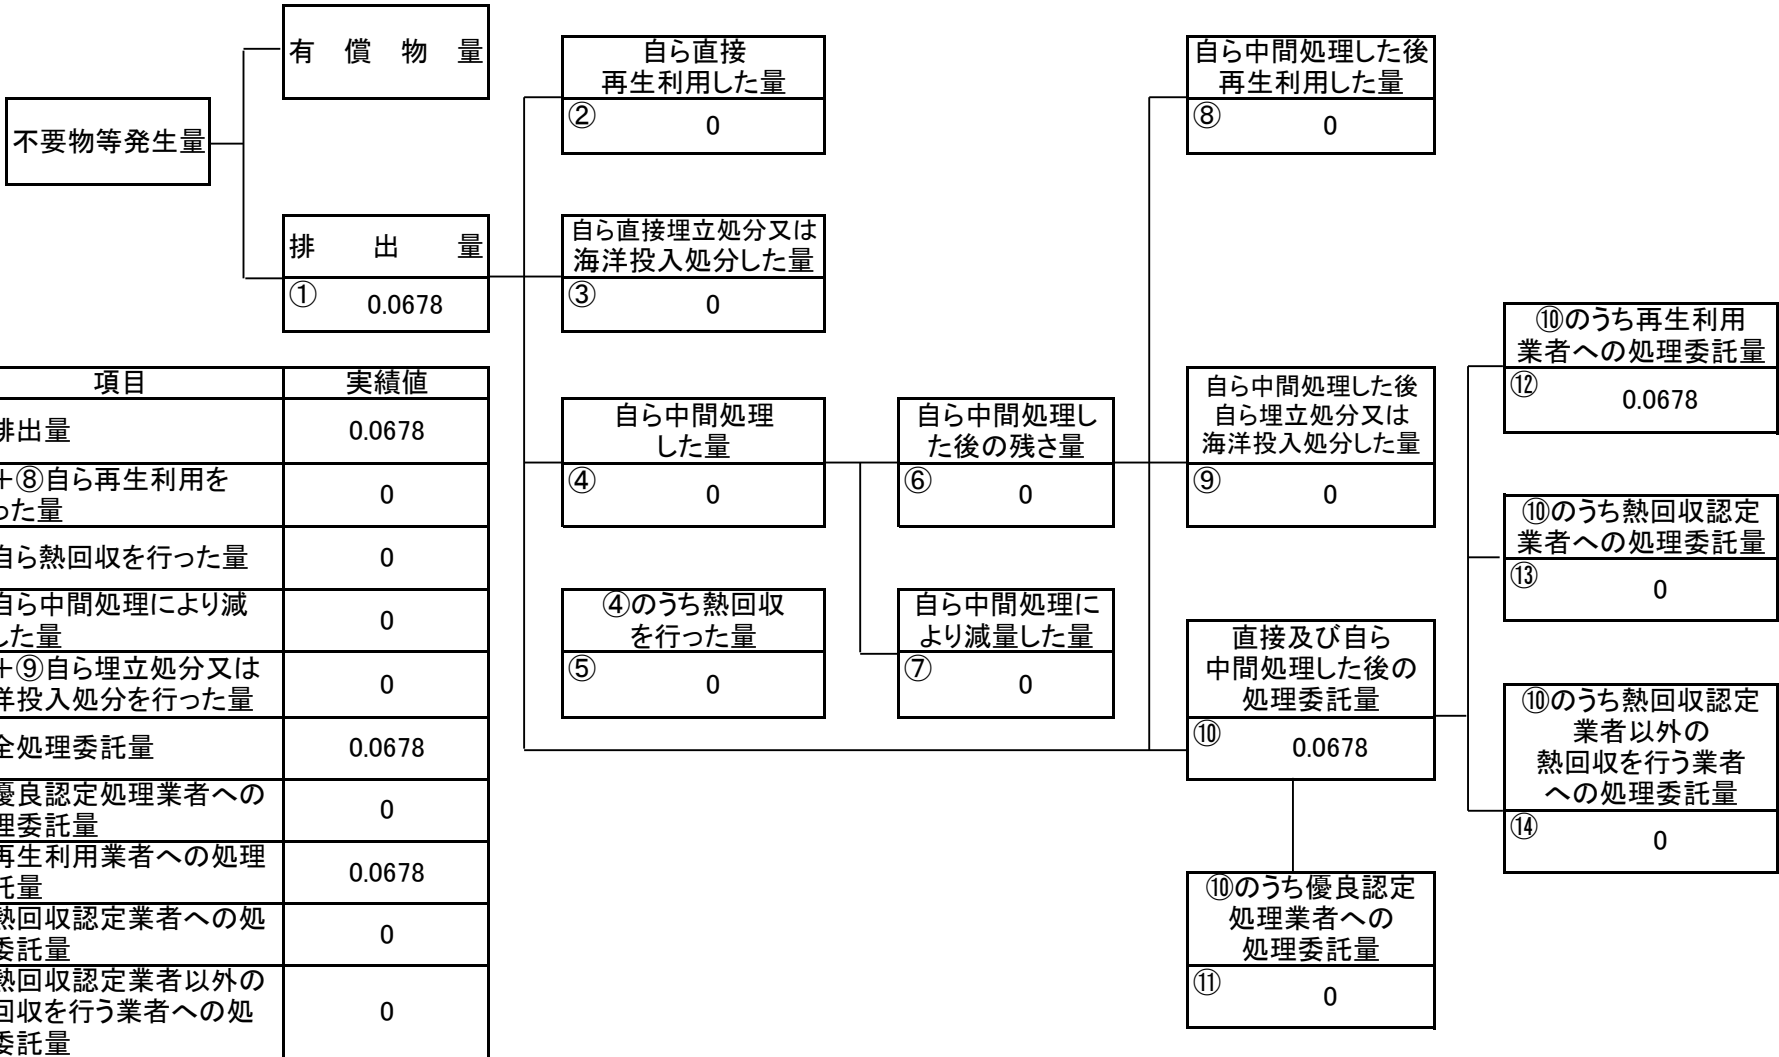 不要物等発生量
有償物量
排出量
① 0.0678
自ら直接
再生利用した量
② 0
自ら直接埋立処分又は
海洋投入処分した量
③ 0
自ら中間処理
した量
④ 0
④のうち熱回収
を行った量
⑤ 0
自ら中間処理し
た後の残さ量
⑥ 0
自ら中間処理に
より減量した量
⑦ 0
自ら中間処理した後
再生利用した量
⑧ 0
自ら中間処理した後
自ら埋立処分又は
海洋投入処分した量
⑨ 0
直接及び自ら
中間処理した後の
処理委託量
⑩ 0.0678
⑩のうち優良認定
処理業者への
処理委託量
⑪ 0
⑩のうち再生利用
業者への処理委託量
⑫ 0.0678
⑩のうち熱回収認定
業者への処理委託量
⑬ 0
⑩のうち熱回収認定
業者以外の
熱回収を行う業者
への処理委託量
⑭ 0
項目 実績値
排出量 0.0678
+⑧自ら再生利用を
った量 0
自ら熱回収を行った量 0
自ら中間処理により減
した量 0
+⑨自ら埋立処分又は
洋投入処分を行った量 0
全処理委託量 0.0678
優良認定処理業者への
理委託量 0
再生利用業者への処理
託量 0.0678
熱回収認定業者への処
委託量 0
熱回収認定業者以外の
回収を行う業者への処
委託量 0